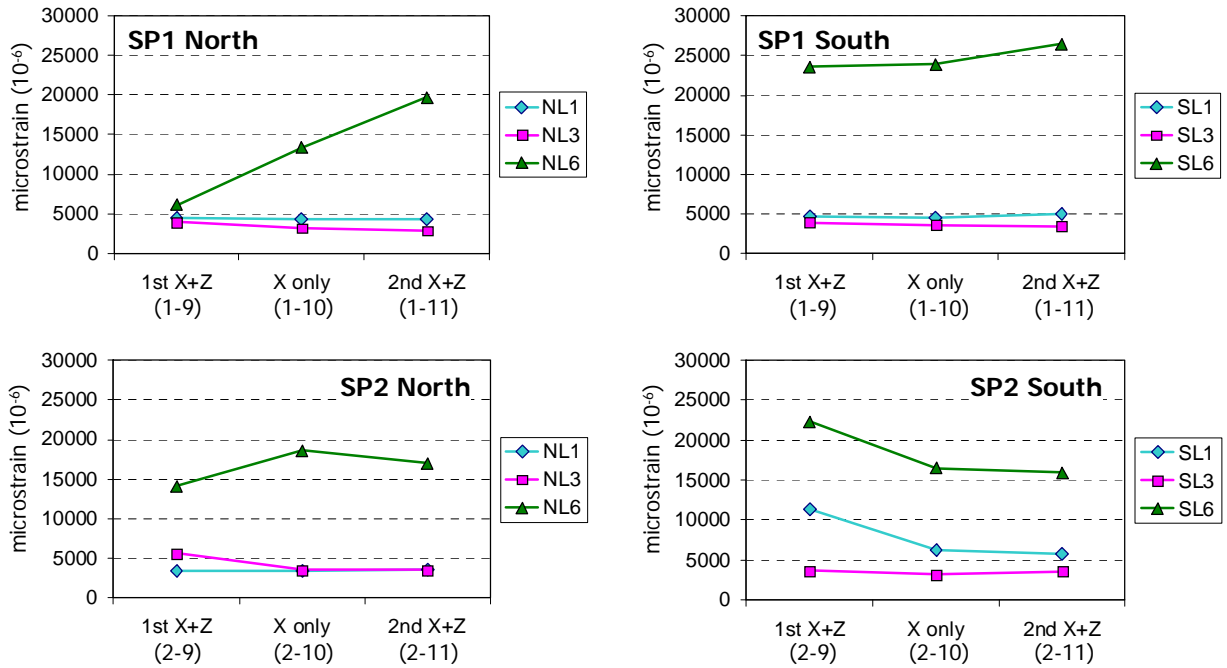 SP1 North
microstrain (10-6)
30000
25000
20000
15000
10000
5000
0
1st X+Z
(1-9)
X only
(1-10)
2nd X+Z
(1-11)
NL1
NL3
NL6
SP1 South
microstrain (10-6)
30000
25000
20000
15000
10000
5000
0
1st X+Z
(1-9)
X only
(1-10)
2nd X+Z
(1-11)
SL1
SL3
SL6
SP2 North
microstrain (10-6)
30000
25000
20000
15000
10000
5000
0
1st X+Z
(2-9)
X only
(2-10)
2nd X+Z
(2-11)
NL1
NL3
NL6
SP2 South
microstrain (10-6)
30000
25000
20000
15000
10000
5000
0
1st X+Z
(2-9)
X only
(2-10)
2nd X+Z
(2-11)
SL1
SL3
SL6